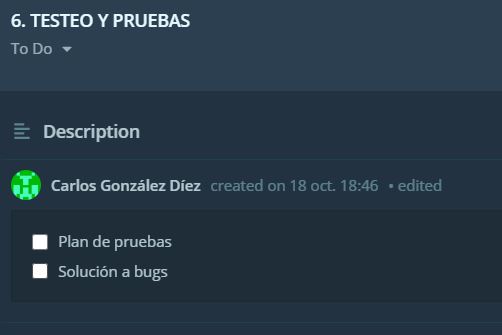 6. TESTEO Y PRUEBAS
To Do
Description
Carlos González Díez created on 18 oct. 18:46 • edited
Plan de pruebas
Solución a bugs